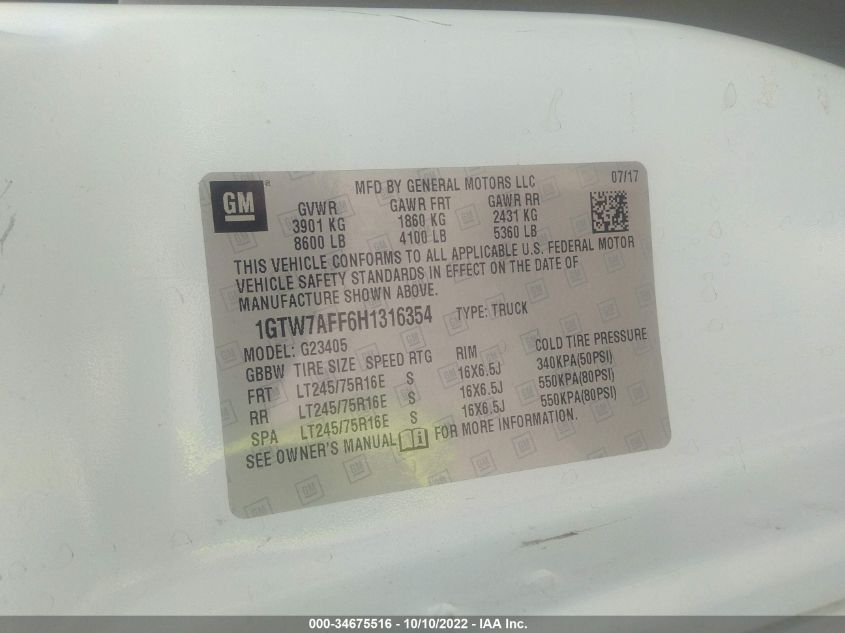 GM
MFD BY GENERAL MOTORS LLC 07/17
GVWR GAWR FRT GAWR RR
3901 KG 1860 KG 2431 KG
8600 LB 4100 LB 5360 LB
THIS VEHICLE CONFORMS TO ALL APPLICABLE U.S. FEDERAL MOTOR
VEHICLE SAFETY STANDARDS IN EFFECT ON THE DATE OF
MANUFACTURE SHOWN ABOVE.
1GTW7AFF6H1316354 TYPE: TRUCK
MODEL: G23405
GBBW TIRE SIZE SPEED RTG RIM COLD TIRE PRESSURE
FRT LT245/75R16E S 16X6.5J 340KPA(50PSI)
RR LT245/75R16E S 16X6.5J 550KPA(80PSI)
SPA LT245/75R16E S 16X6.5J 550KPA(80PSI)
SEE OWNER'S MANUAL FOR MORE INFORMATION.
000-34675516 - 10/10/2022 - IAA Inc.